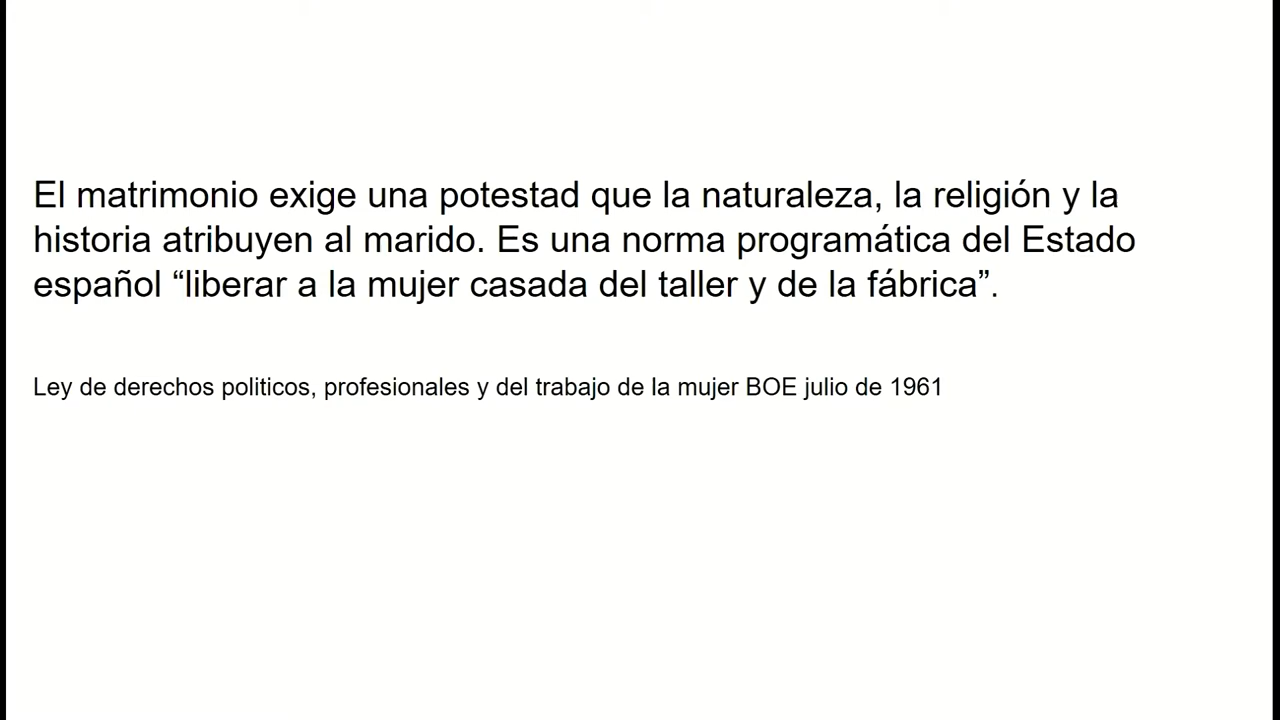 El matrimonio exige una potestad que la naturaleza, la religión y la
historia atribuyen al marido. Es una norma programática del Estado
español “liberar a la mujer casada del taller y de la fábrica”.
Ley de derechos politicos, profesionales y del trabajo de la mujer BOE julio de 1961